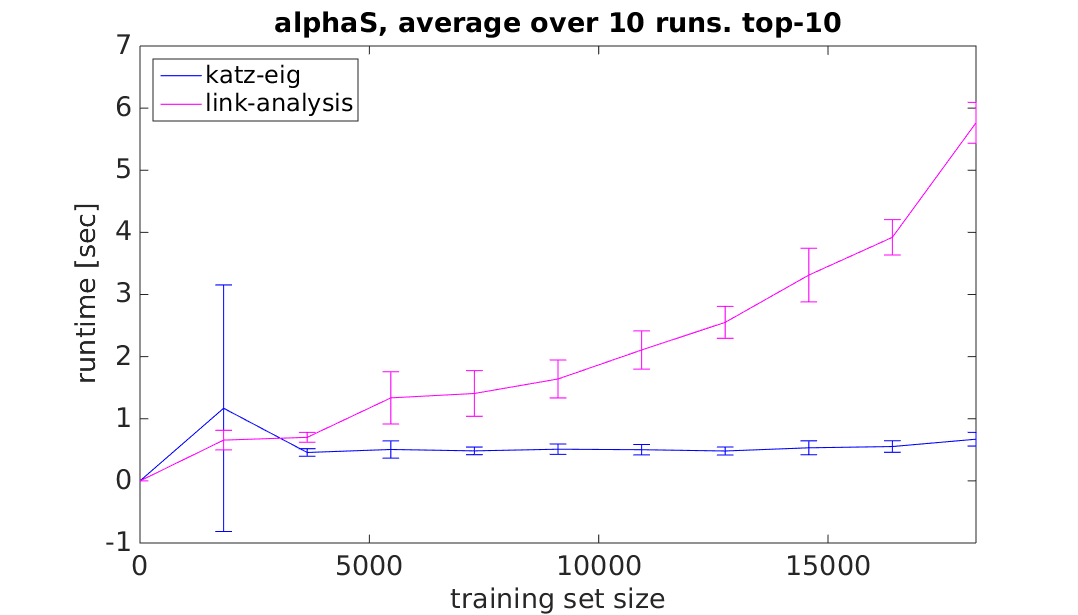 alphaS, average over 10 runs. top-10
7
6
5
4
3
2
1
0
-1
runtime [sec]
katz-eig
link-analysis
0 5000 10000 15000
training set size